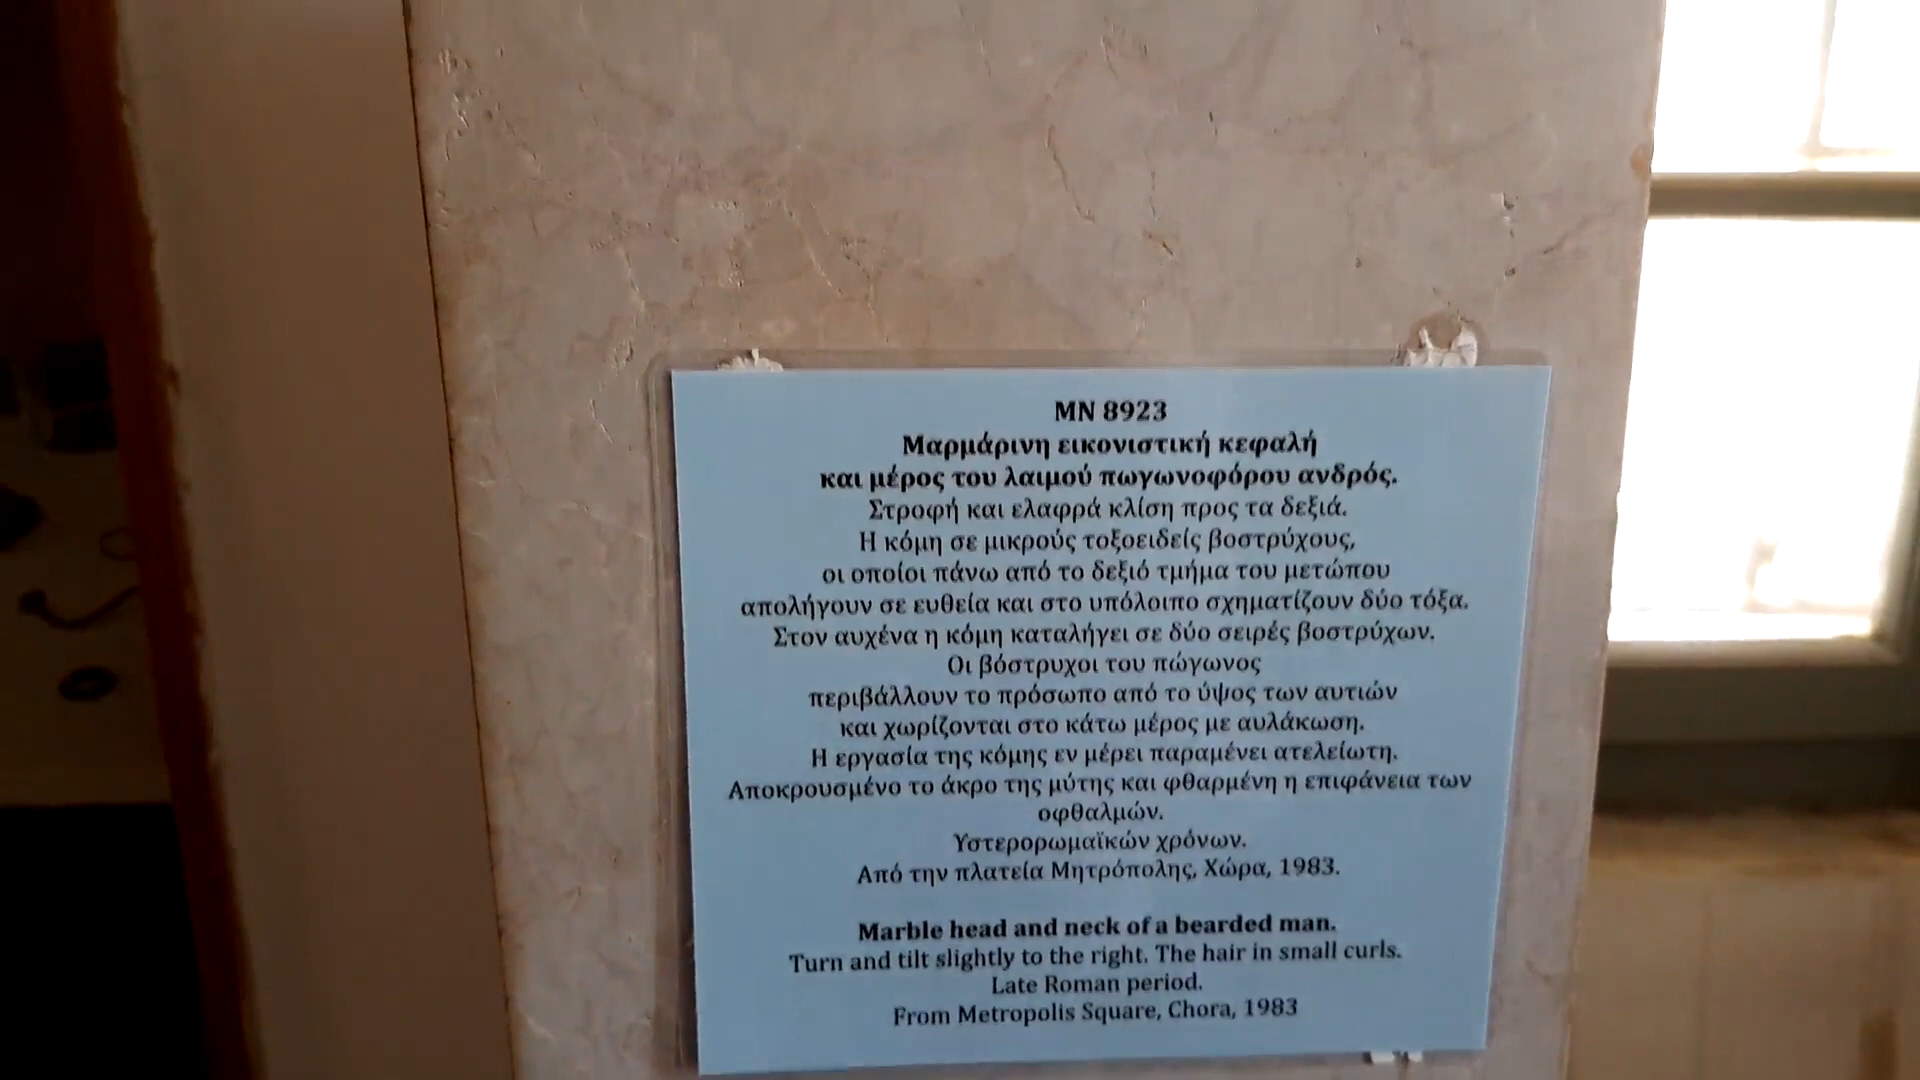 MN 8923
Μαρμάρινη εικονιστική κεφαλή
και μέρος του λαιμού πωγωνοφόρου ανδρός.
Στροφή και ελαφρά κλίση προς τα δεξιά.
Η κόμη σε μικρούς τοξοειδείς βοστρύχους,
οι οποίοι πάνω από το δεξιό τμήμα του μετώπου
απολήγουν σε ευθεία και στο υπόλοιπο σχηματίζουν δύο τόξα.
Στον αυχένα η κόμη καταλήγει σε δύο σειρές βοστρύχων.
Οι βόστρυχοι του πώγωνος
περιβάλλουν το πρόσωπο από το ύψος των αυτιών
και χωρίζονται στο κάτω μέρος με αυλάκωση.
Η εργασία της κόμης εν μέρει παραμένει ατελείωτη.
Αποκρουσμένο το άκρο της μύτης και φθαρμένη η επιφάνεια των
οφθαλμών.
Υστερορωμαϊκών χρόνων.
Από την πλατεία Μητρόπολης, Χώρα, 1983.
Marble head and neck of a bearded man.
Turn and tilt slightly to the right. The hair in small curls.
Late Roman period.
From Metropolis Square, Chora, 1983